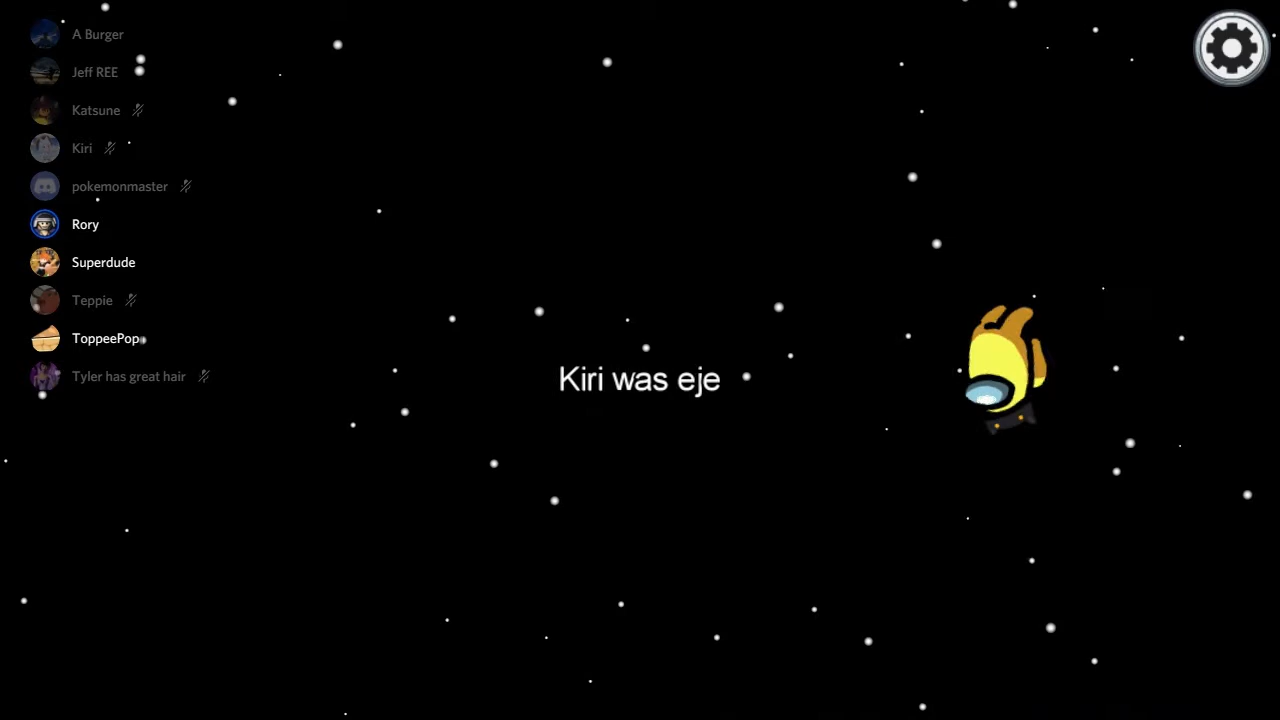 A Burger
Jeff REE
Katsune
Kiri
pokemonmaster
Rory
Superdude
Teppie
ToppeePop
Tyler has great hair
Kiri was eje